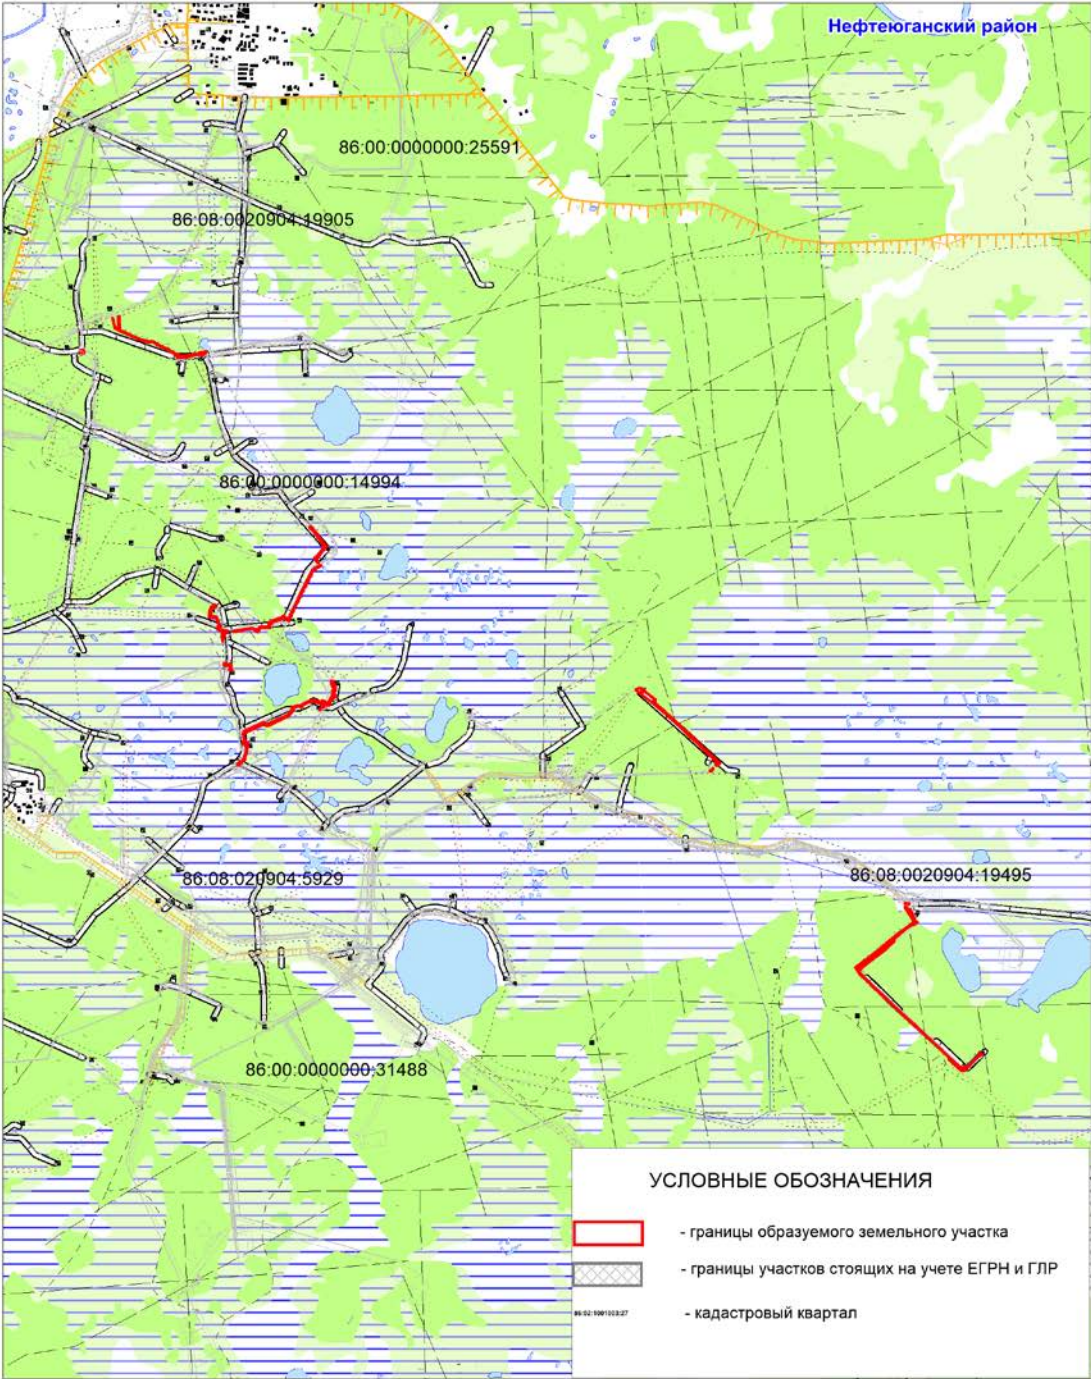 Нефтеюганский район
86:00:0000000:25591
86:08:0020904:19905
86:00:0000000:14994
86:08:020904:5929
86:08:0020904:19495
86:00:0000000:31488
УСЛОВНЫЕ ОБОЗНАЧЕНИЯ
- границы образуемого земельного участка
- границы участков стоящих на учете ЕГРН и ГЛР
- кадастровый квартал